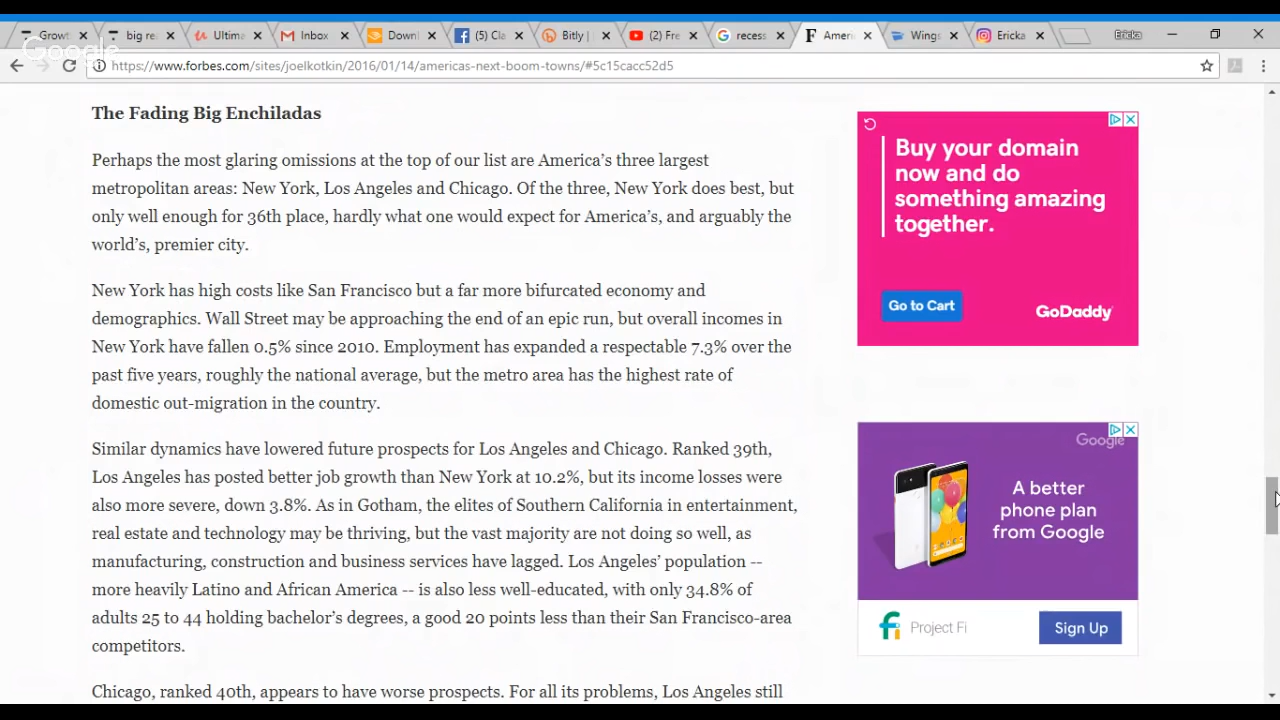 Growt
big re
Ultima
Inbox
Downl
(5) Cla
Bitly |
(2) Fre
recess
Ameri
Wings
Ericka
Ericka
Google
https://www.forbes.com/sites/joelkotkin/2016/01/14/americas-next-boom-towns/#5c15cacc52d5
The Fading Big Enchiladas
Perhaps the most glaring omissions at the top of our list are America’s three largest
metropolitan areas: New York, Los Angeles and Chicago. Of the three, New York does best, but
only well enough for 36th place, hardly what one would expect for America’s, and arguably the
world’s, premier city.
New York has high costs like San Francisco but a far more bifurcated economy and
demographics. Wall Street may be approaching the end of an epic run, but overall incomes in
New York have fallen 0.5% since 2010. Employment has expanded a respectable 7.3% over the
past five years, roughly the national average, but the metro area has the highest rate of
domestic out-migration in the country.
Similar dynamics have lowered future prospects for Los Angeles and Chicago. Ranked 39th,
Los Angeles has posted better job growth than New York at 10.2%, but its income losses were
also more severe, down 3.8%. As in Gotham, the elites of Southern California in entertainment,
real estate and technology may be thriving, but the vast majority are not doing so well, as
manufacturing, construction and business services have lagged. Los Angeles’ population --
more heavily Latino and African America -- is also less well-educated, with only 34.8% of
adults 25 to 44 holding bachelor’s degrees, a good 20 points less than their San Francisco-area
competitors.
Chicago, ranked 40th, appears to have worse prospects. For all its problems, Los Angeles still
Buy your domain
now and do
something amazing
together.
Go to Cart
GoDaddy
Google
A better
phone plan
from Google
Project Fi
Sign Up